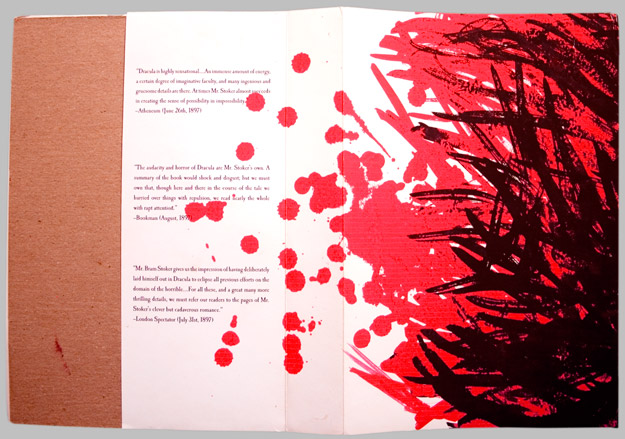 "Dracula is highly sensational...An immense amount of energy,
a certain degree of imaginative faculty, and many ingenious and
gruesome details are there. At times Mr. Stoker almost succeeds
in creating the sense of possibility in impossibility."
–Athenæum (June 26th, 1897)
"The audacity and horror of Dracula are Mr. Stoker's own. A
summary of the book would shock and disgust; but we must
own that, though here and there in the course of the tale we
hurried over things with repulsion, we read nearly the whole
with rapt attention."
–Bookman (August, 1897)
"Mr. Bram Stoker gives us the impression of having deliberately
laid himself out in Dracula to eclipse all previous efforts on the
domain of the horrible...For all these, and a great many more
thrilling details, we must refer our readers to the pages of Mr.
Stoker's clever but cadaverous romance."
–London Spectator (July 31st, 1897)